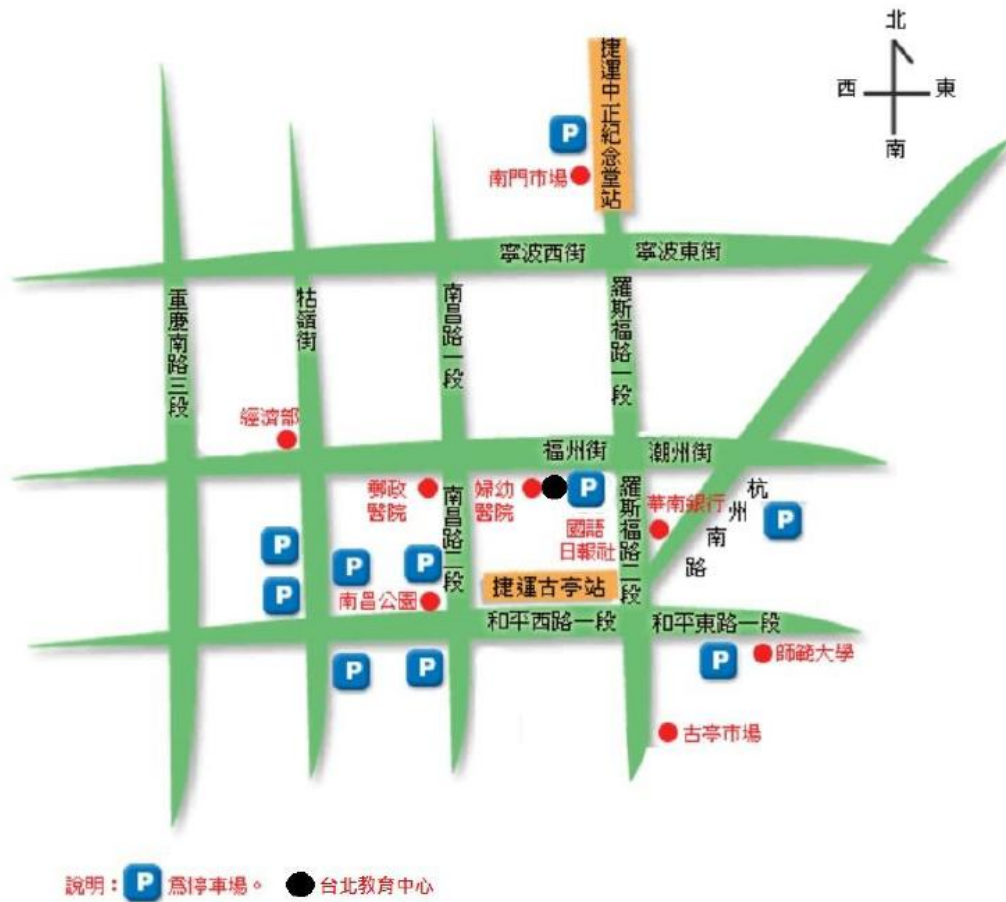 北
西
東
南
捷運中正紀念堂站
P
南門市場
寧波西街
寧波東街
重慶南路三段
牯嶺街
南昌路一段
羅斯福路一段
經濟部
福州街
潮州街
郵政
醫院
南昌路二段
婦幼
醫院
P
國語
日報社
羅斯福路二段
華南銀行
杭州南路
P
P
P
P
P
南昌公園
捷運古亭站
和平西路一段
和平東路一段
P
P
P
師範大學
古亭市場
說明：P 為停車場。
台北教育中心